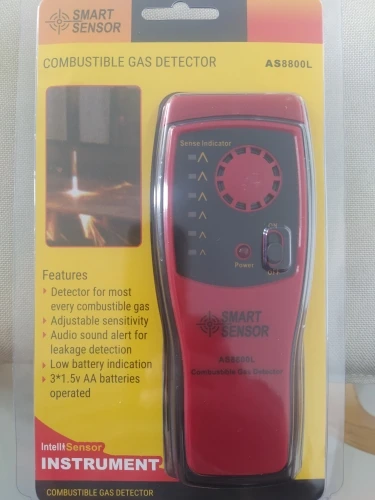 SMART
SENSOR
COMBUSTIBLE GAS DETECTOR
AS8800L
Sense Indicator
ON
Power
OFF
SMART
SENSOR
AS8800L
Combustible Gas Detector
Features
Detector for most
every combustible gas
Adjustable sensitivity
Audio sound alert for
leakage detection
Low battery indication
3*1.5v AA batteries
operated
Intell Sensor
INSTRUMENT
COMBUSTIBLE GAS DETECTOR